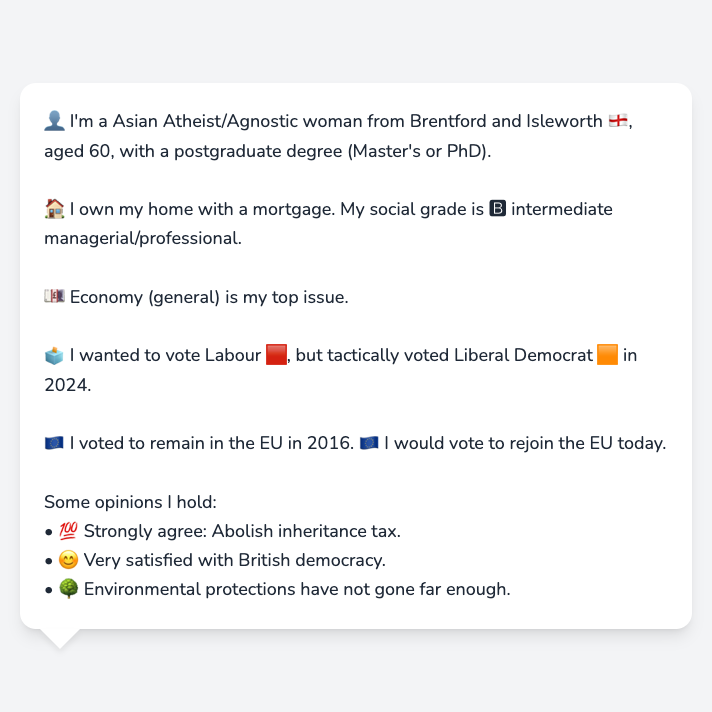 👤 I'm a Asian Atheist/Agnostic woman from Brentford and Isleworth 🏴󠁧󠁢󠁥󠁮󠁧󠁿,
aged 60, with a postgraduate degree (Master's or PhD).
🏠 I own my home with a mortgage. My social grade is 🅱 intermediate
managerial/professional.
💷 Economy (general) is my top issue.
🗳️ I wanted to vote Labour 🟥, but tactically voted Liberal Democrat 🟧 in
2024.
🇪🇺 I voted to remain in the EU in 2016. 🇪🇺 I would vote to rejoin the EU today.
Some opinions I hold:
• 💯 Strongly agree: Abolish inheritance tax.
• 😊 Very satisfied with British democracy.
• 🌳 Environmental protections have not gone far enough.